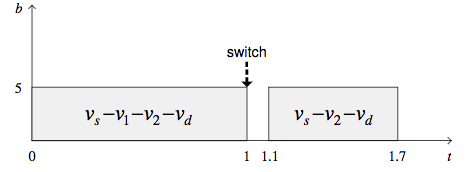 b
switch
5
vs−v1−v2−vd
vs−v2−vd
0 1 1.1 1.7 t